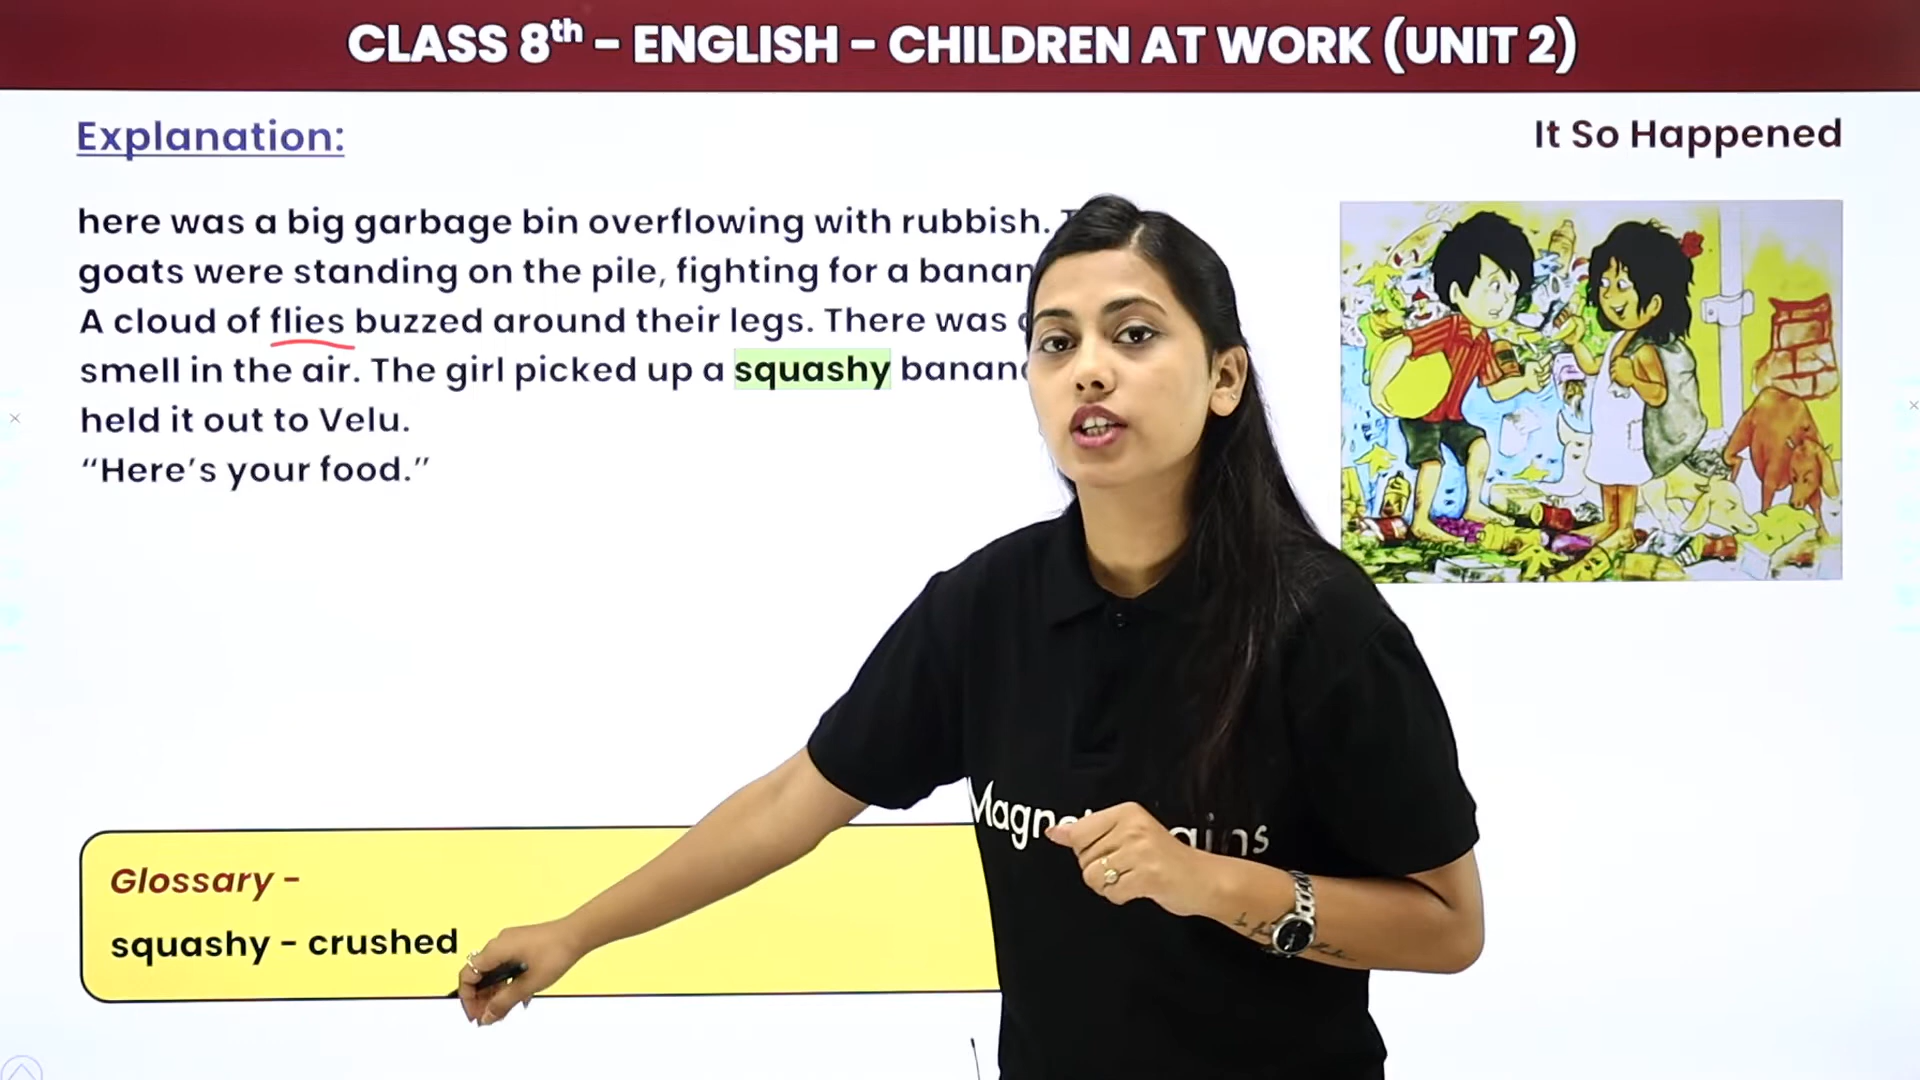 CLASS 8th – ENGLISH – CHILDREN AT WORK (UNIT 2)
Explanation:
It So Happened
here was a big garbage bin overflowing with rubbish.
goats were standing on the pile, fighting for a
A cloud of flies buzzed around their legs. There was
smell in the air. The girl picked up a squashy
held it out to Velu.
“Here’s your food.”
Glossary –
squashy – crushed